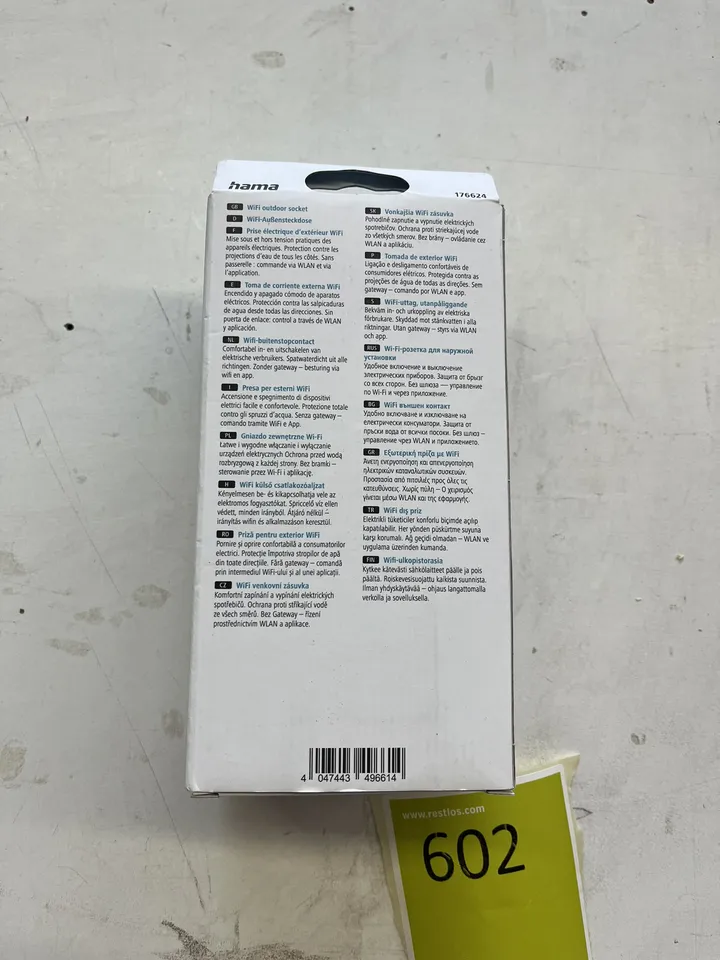 hama
176624
GB WiFi outdoor socket
D WiFi-Außensteckdose
F Prise électrique d'extérieur WiFi
Mise sous et hors tension pratiques des
appareils électriques. Protection contre les
projections d'eau de tous les côtés. Sans
passerelle : commande via WLAN et via
l'application.
E Toma de corriente externa WiFi
Encendido y apagado cómodo de aparatos
eléctricos. Protección contra las salpicaduras
de agua desde todas las direcciones. Sin
puerta de enlace: control a través de WLAN
y aplicación.
NL Wifi-buitenstopcontact
Comfortabel in- en uitschakelen van
elektrische verbruikers. Spatwaterdicht uit alle
richtingen. Zonder gateway – besturing via
wifi en app.
I Presa per esterni WiFi
Accensione e spegnimento di dispositivi
elettrici facile e confortevole. Protezione totale
contro gli spruzzi d'acqua. Senza gateway –
comando tramite WiFi e App.
PL Gniazdo zewnętrzne Wi-Fi
Łatwe i wygodne włączanie i wyłączanie
urządzeń elektrycznych Ochrona przed wodą
rozbryzgową z każdej strony. Bez bramki –
sterowanie przez Wi-Fi i aplikację.
H WiFi külső csatlakozóaljzat
Kényelmesen be- és kikapcsolhatja vele az
elektromos fogyasztókat. Spriccelő víz ellen
védett, minden irányból. Átjáró nélkül –
irányítás wifin és alkalmazáson keresztül.
RO Priză pentru exterior WiFi
Pornire și oprire confortabilă a consumatorilor
electrici. Protecție împotriva stropilor de apă
din toate direcțiile. Fără gateway – comandă
prin intermediul WiFi-ului și al unei aplicații.
CZ WiFi venkovní zásuvka
Komfortní zapínání a vypínání elektrických
spotřebičů. Ochrana proti stříkající vodě
ze všech směrů. Bez Gateway – řízení
prostřednictvím WLAN a aplikace.
SK Vonkajšia WiFi zásuvka
Pohodlné zapnutie a vypnutie elektrických
spotrebičov. Ochrana proti striekajúcej vode
zo všetkých smerov. Bez brány – ovládanie cez
WLAN a aplikáciu.
P Tomada de exterior WiFi
Ligação e desligamento confortáveis de
consumidores elétricos. Protegida contra as
projeções de água de todas as direções. Sem
gateway – comando por WLAN e app.
S WiFi-uttag, utanpåliggande
Bekväm in- och urkoppling av elektriska
förbrukare. Skyddad mot stänkvatten i alla
riktningar. Utan gateway – styrs via WLAN
och app.
RUS Wi-Fi-розетка для наружной
установки
Удобное включение и выключение
электрических приборов. Защита от брызг
со всех сторон. Без шлюза — управление
по Wi-Fi и через приложение.
BG WiFi външен контакт
Удобно включване и изключване на
електрически консуматори. Защита от
пръски вода от всички посоки. Без шлюз –
управление чрез WLAN и приложението.
GR Εξωτερική πρίζα με WiFi
Άνετη ενεργοποίηση και απενεργοποίηση
ηλεκτρικών καταναλωτικών συσκευών.
Προστασία από πιτσιλιές προς όλες τις
κατευθύνσεις. Χωρίς πύλη – Ο χειρισμός
γίνεται μέσω WLAN και της εφαρμογής.
TR WiFi dış priz
Elektrikli tüketiciler konforlu biçimde açılıp
kapatılabilir. Her yönden püskürtme suyuna
karşı korumalı. Ağ geçidi olmadan – WLAN ve
uygulama üzerinden kumanda.
FIN Wifi-ulkopistorasia
Kytkee kätevästi sähkölaitteet päälle ja pois
päältä. Roiskevesisuojattu kaikista suunnista.
Ilman yhdyskäytävää – ohjaus langattomalla
verkolla ja sovelluksella.
4 047443 496614
www.restlos.com
602